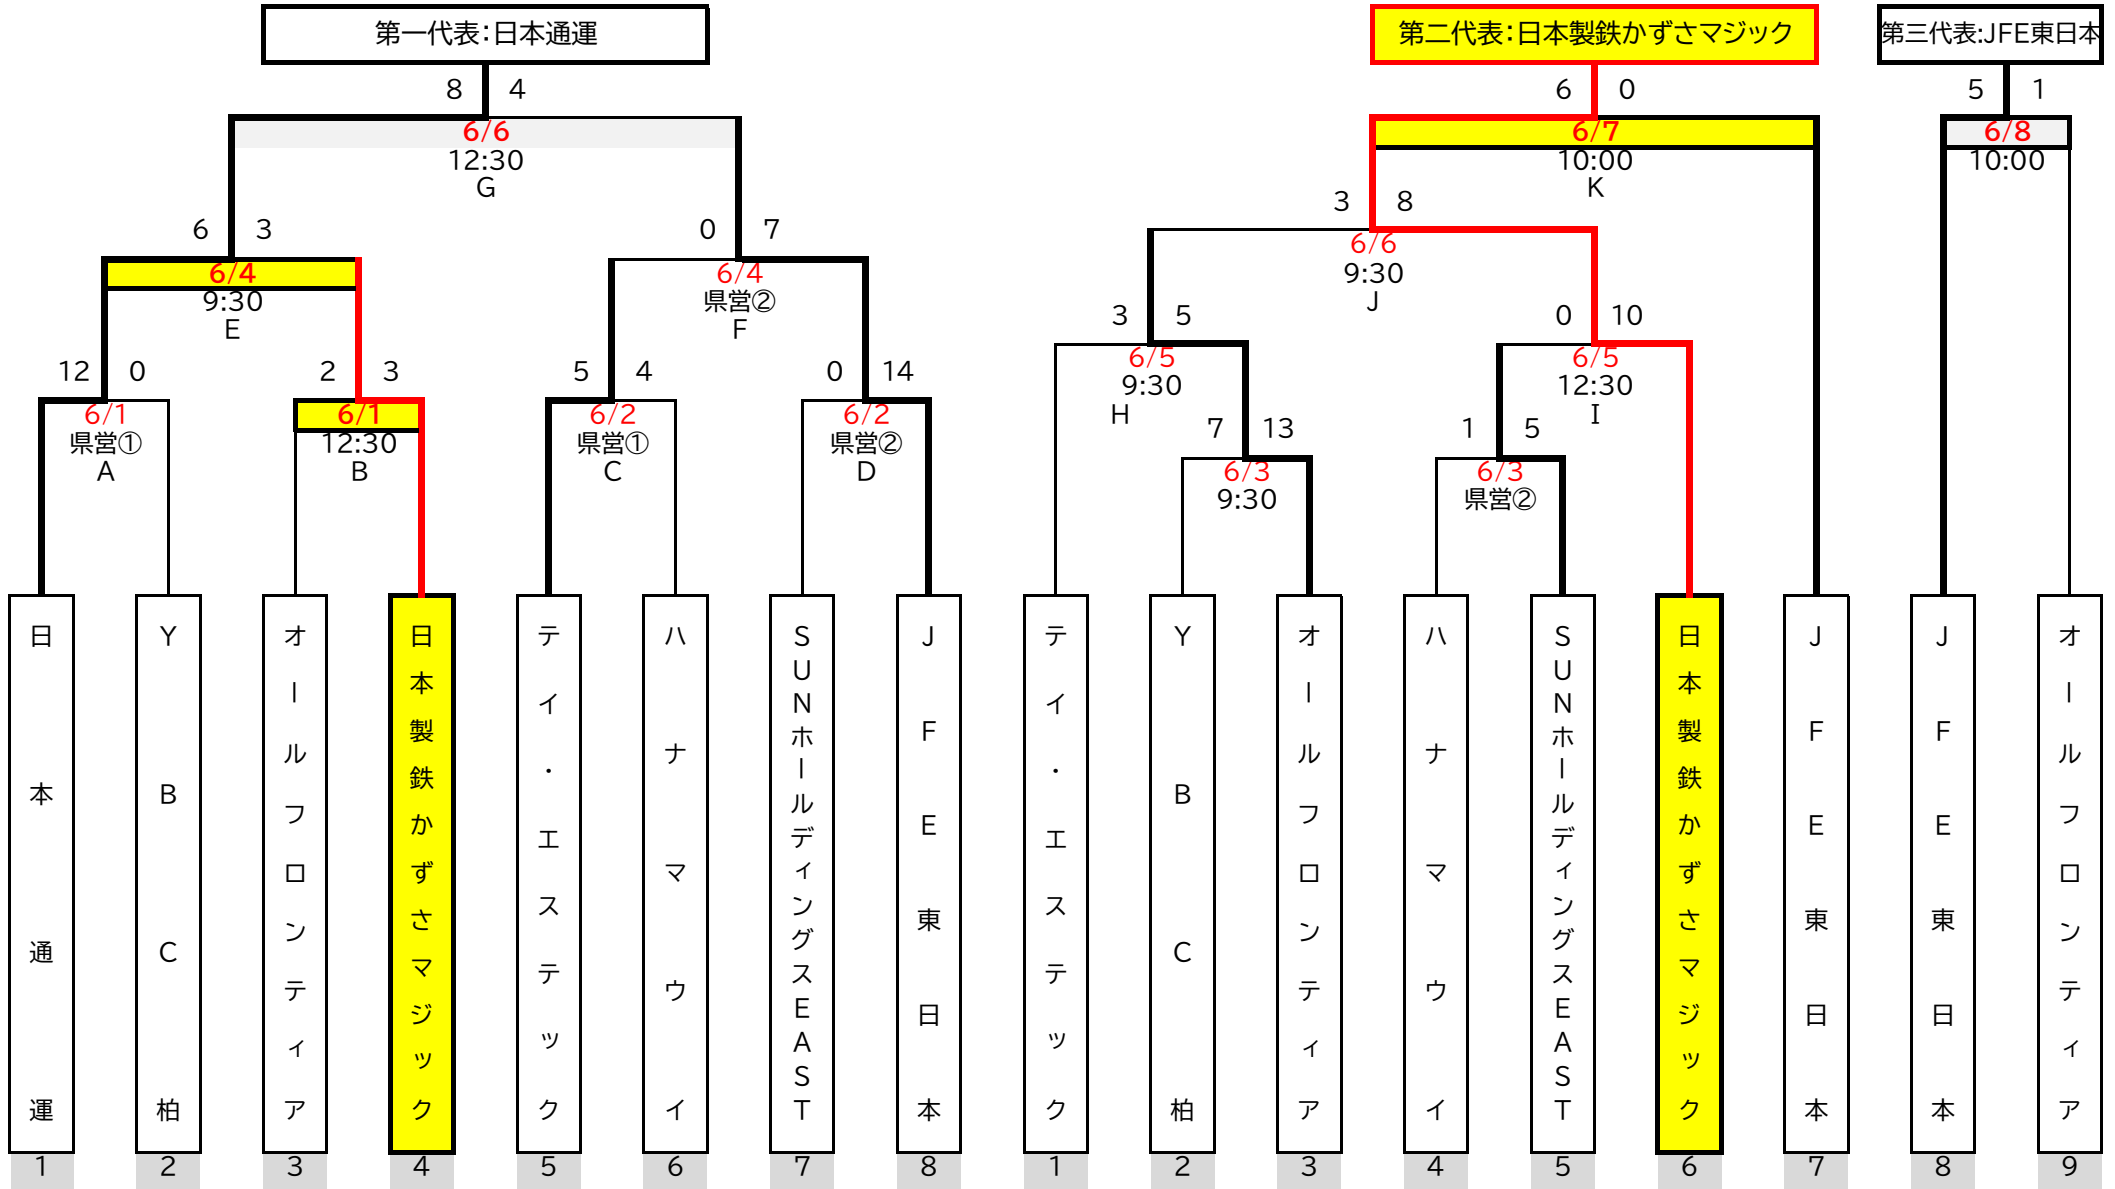 第一代表:日本通運
第二代表:日本製鉄かずさマジック
第三代表:JFE東日本
8 4
6 0
5 1
6/6
12:30
G
6/7
10:00
K
6/8
10:00
3 8
6 3
0 7
6/6
9:30
J
6/4
9:30
E
6/4
県営②
F
3 5
0 10
6/5
9:30
H
6/5
12:30
I
12 0
2 3
5 4
0 14
6/1
県営①
A
6/1
12:30
B
6/2
県営①
C
6/2
県営②
D
7 13
1 5
6/3
9:30
6/3
県営②
日本通運
YBC柏
オールフロンティア
日本製鉄かずさマジック
テイ・エステック
ハナマウイ
SUNホールディングスEAST
JFE東日本
テイ・エステック
YBC柏
オールフロンティア
ハナマウイ
SUNホールディングスEAST
日本製鉄かずさマジック
JFE東日本
JFE東日本
オールフロンティア
1 2 3 4 5 6 7 8 1 2 3 4 5 6 7 8 9